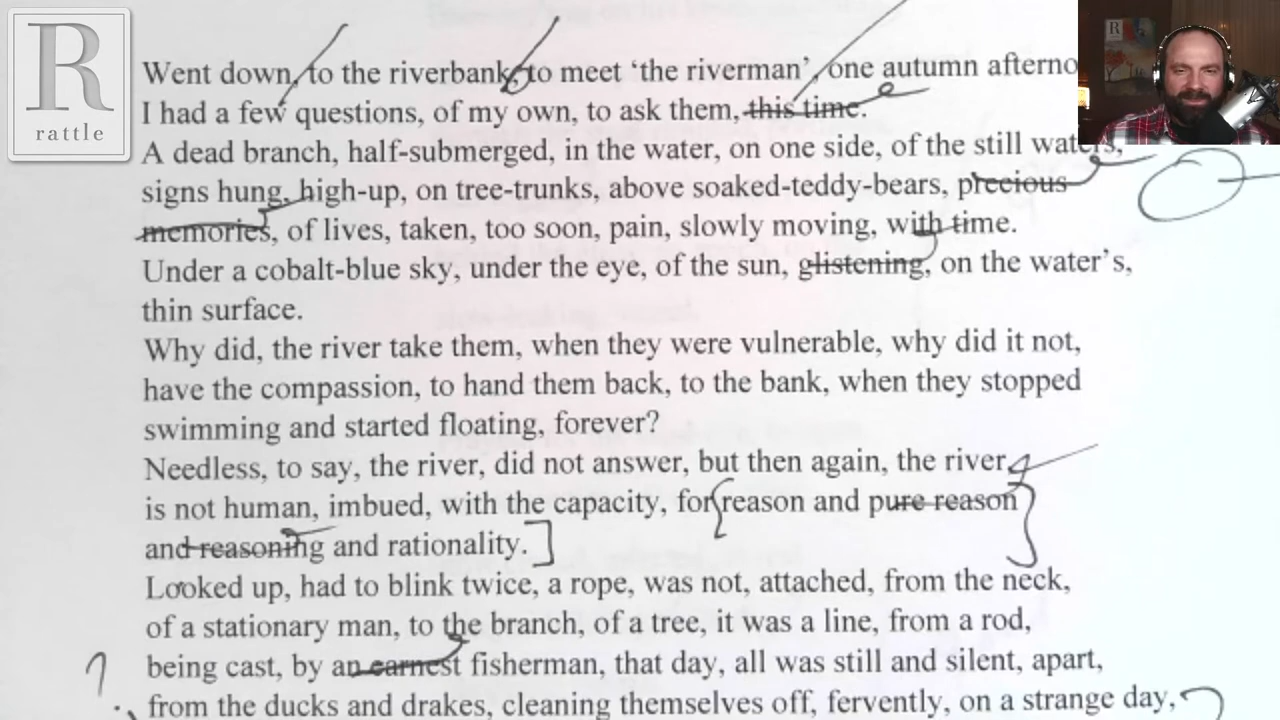 R
rattle
Went down, to the riverbank, to meet ‘the riverman’, one autumn afterno
I had a few questions, of my own, to ask them, this time.
A dead branch, half-submerged, in the water, on one side, of the still waters,
signs hung, high-up, on tree-trunks, above soaked-teddy-bears, precious
memories, of lives, taken, too soon, pain, slowly moving, with time.
Under a cobalt-blue sky, under the eye, of the sun, glistening, on the water’s,
thin surface.
Why did, the river take them, when they were vulnerable, why did it not,
have the compassion, to hand them back, to the bank, when they stopped
swimming and started floating, forever?
Needless, to say, the river, did not answer, but then again, the river
is not human, imbued, with the capacity, for reason and pure reason
and reasoning and rationality.
Looked up, had to blink twice, a rope, was not, attached, from the neck,
of a stationary man, to the branch, of a tree, it was a line, from a rod,
being cast, by an earnest fisherman, that day, all was still and silent, apart,
from the ducks and drakes, cleaning themselves off, fervently, on a strange day,